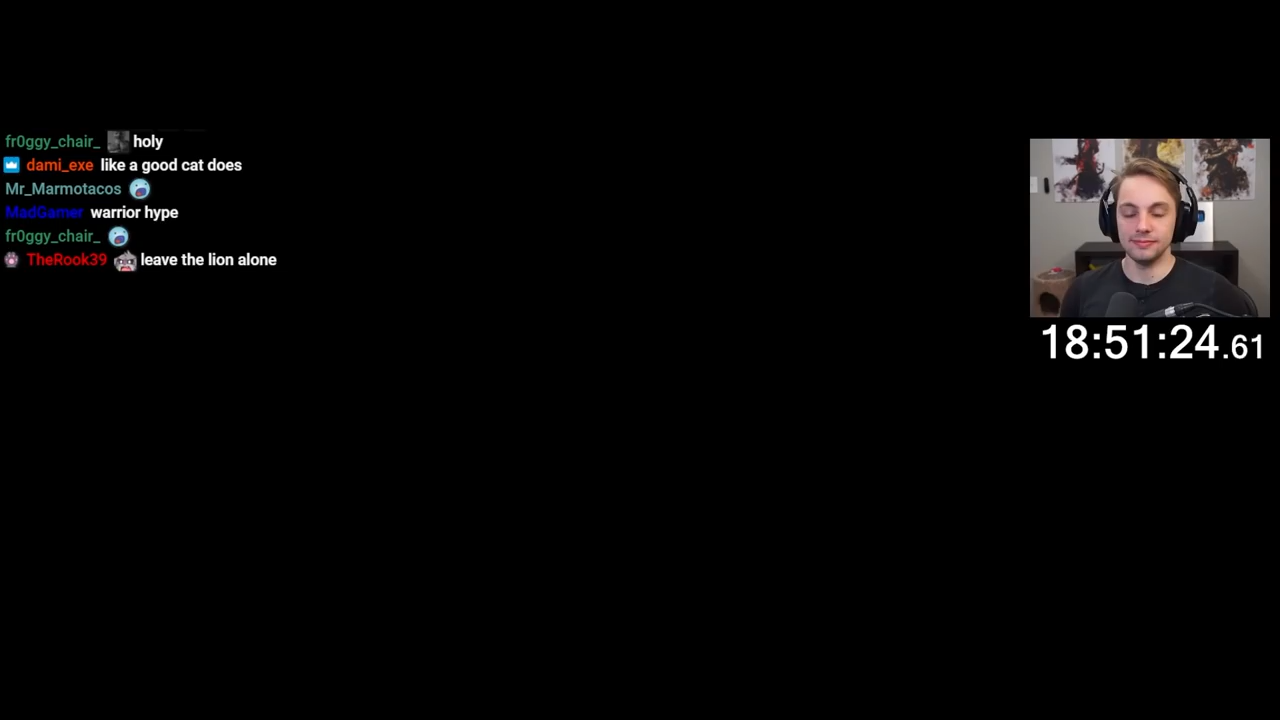 fr0ggy_chair_ holy
dami_exe like a good cat does
Mr_Marmotacos
MadGamer warrior hype
fr0ggy_chair_
TheRook39 leave the lion alone
18:51:24.61